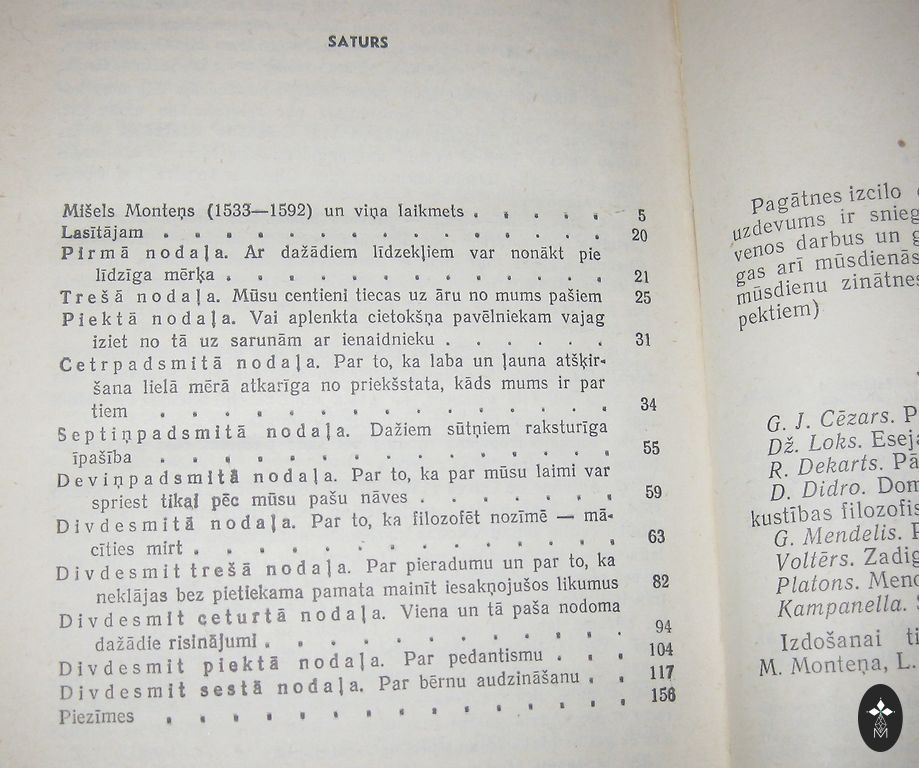 SATURS
Mišels Monteņs (1533—1592) un viņa laikmets . . . . . 5
Lasītājam . . . . . . . . . . . . . . . 20
Pirmā nodaļa. Ar dažādiem līdzekļiem var nonākt pie
līdzīga mērķa . . . . . . . . . . . . . 21
Trešā nodaļa. Mūsu centieni tiecas uz āru no mums pašiem 25
Piektā nodaļa. Vai aplenkta cietokšņa pavēlniekam vajag
iziet no tā uz sarunām ar ienaidnieku . . . . . . 31
Četrpadsmitā nodaļa. Par to, ka laba un ļauna atšķir-
šana lielā mērā atkarīga no priekšstata, kāds mums ir par
tiem . . . . . . . . . . . . . . . 34
Septiņpadsmitā nodaļa. Dažiem sūtņiem raksturīga
īpašība . . . . . . . . . . . . . . . 55
Deviņpadsmitā nodaļa. Par to, ka par mūsu laimi var
spriest tikai pēc mūsu pašu nāves . . . . . . . 59
Divdesmitā nodaļa. Par to, ka filozofēt nozīmē — mā-
cīties mirt . . . . . . . . . . . . . . 63
Divdesmit trešā nodaļa. Par pieradumu un par to, ka
neklājas bez pietiekama pamata mainīt iesakņojušos likumus 82
Divdesmit ceturtā nodaļa. Viena un tā paša nodoma
dažādie risinājumi . . . . . . . . . . . . 94
Divdesmit piektā nodaļa. Par pedantismu . . . 104
Divdesmit sestā nodaļa. Par bērnu audzināšanu . . 117
Piezīmes . . . . . . . . . . . . . . . 156
Pagātnes izcilo
uzdevums ir
venos darbus un
gas arī mūsdienās
mūsdienu zinātnes
pektiem)
G. J. Cēzars.
Dž. Loks.
R. Dekarts.
D. Didro.
kustības
G. Mendelis.
Voltērs.
Platons.
Kampanella.
Izdošanai
M. Monteņa, L.
M